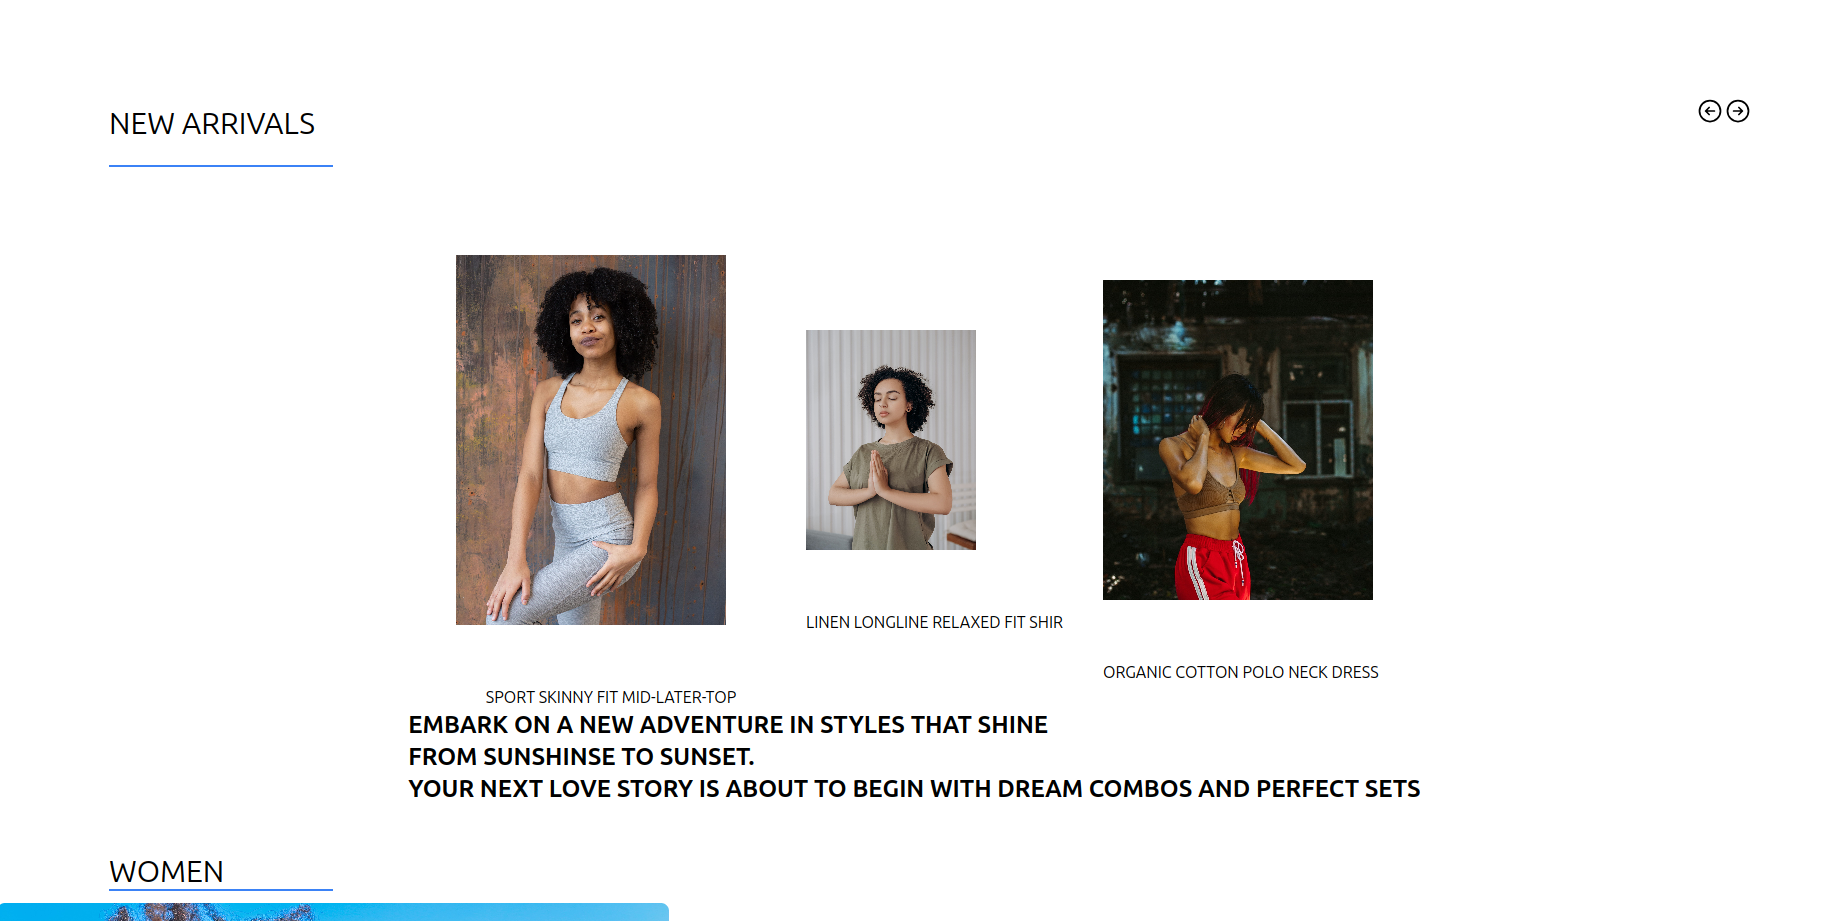 NEW ARRIVALS
LINEN LONGLINE RELAXED FIT SHIR
ORGANIC COTTON POLO NECK DRESS
SPORT SKINNY FIT MID-LATER-TOP
EMBARK ON A NEW ADVENTURE IN STYLES THAT SHINE
FROM SUNSHINSE TO SUNSET.
YOUR NEXT LOVE STORY IS ABOUT TO BEGIN WITH DREAM COMBOS AND PERFECT SETS
WOMEN